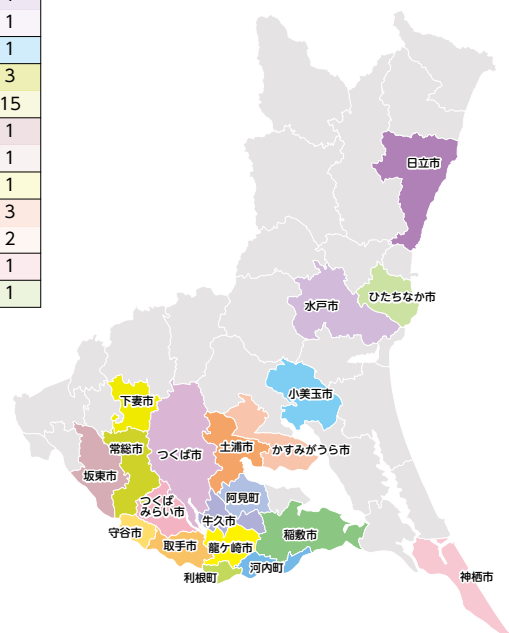 1
1
3
15
1
1
1
3
2
1
1
日立市
ひたちなか市
水戸市
小美玉市
下妻市
常総市
つくば市
土浦市
かすみがうら市
坂東市
つくば
みらい市
阿見町
牛久市
守谷市
取手市
龍ケ崎市
稲敷市
利根町
河内町
神栖市